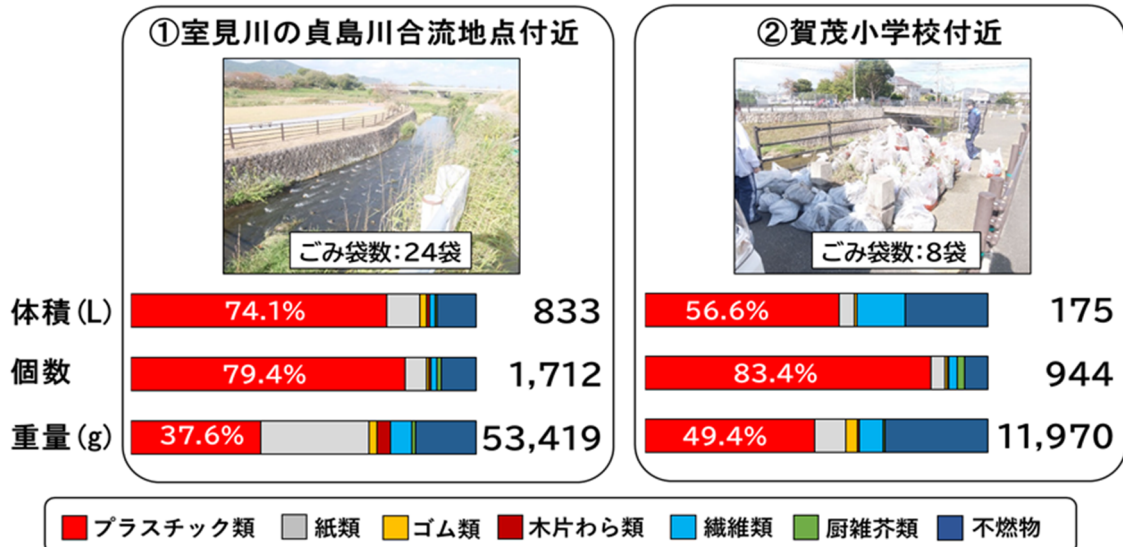 ①室見川の貞島川合流地点付近
ごみ袋数:24袋
②賀茂小学校付近
ごみ袋数:8袋
体積(L)
74.1%
833
56.6%
175
個数
79.4%
1,712
83.4%
944
重量(g)
37.6%
53,419
49.4%
11,970
プラスチック類
紙類
ゴム類
木片わら類
繊維類
厨雑芥類
不燃物